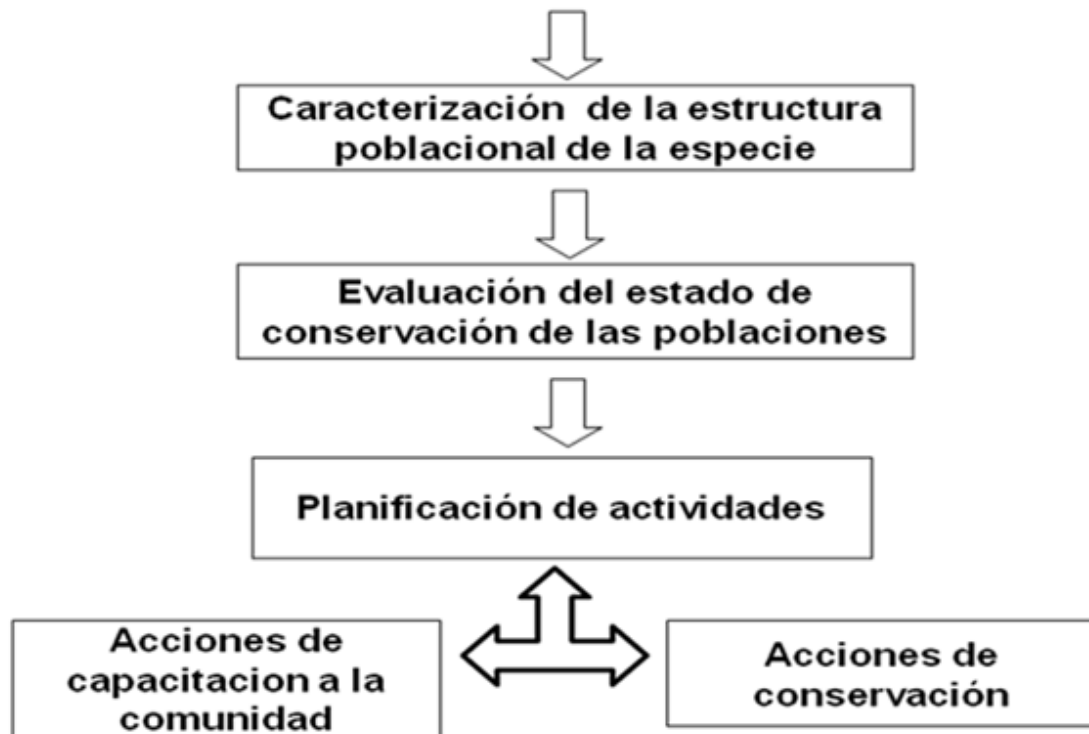 Caracterización de la estructura
poblacional de la especie
Evaluación del estado de
conservación de las poblaciones
Planificación de actividades
Acciones de
capacitacion a la
comunidad
Acciones de
conservación